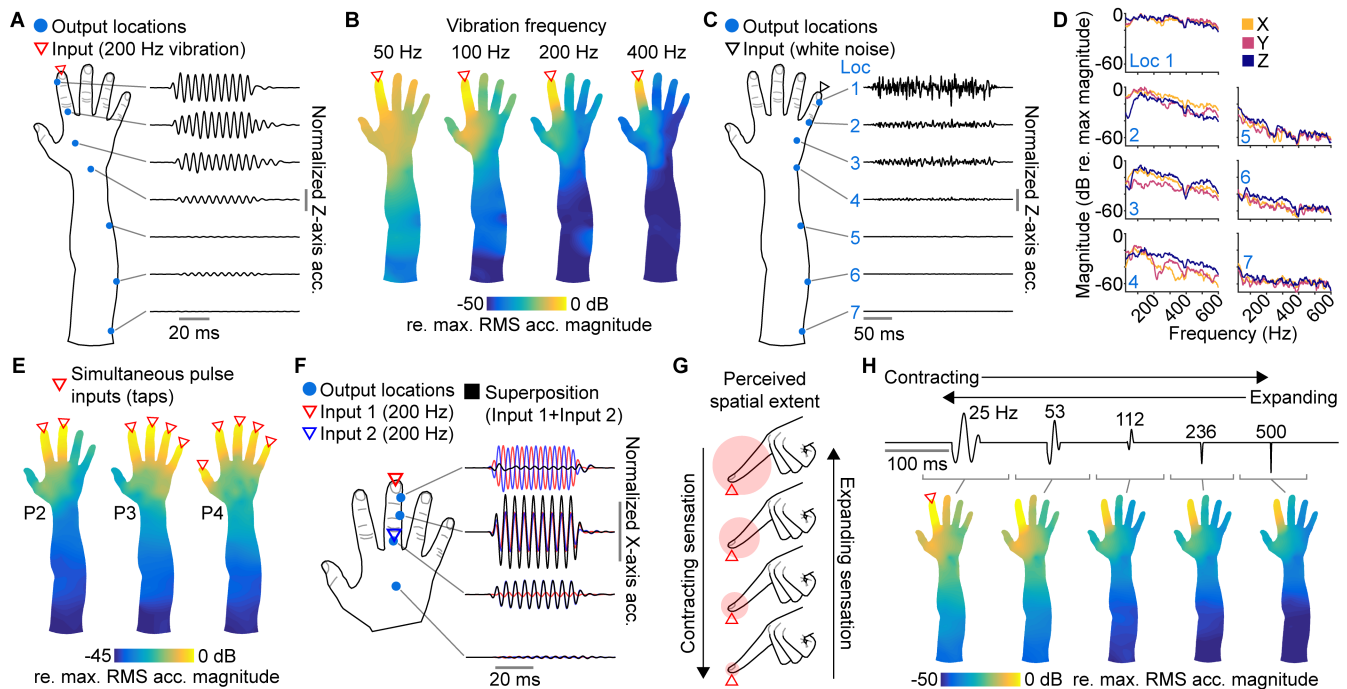 A
Output locations
Input (200 Hz vibration)
Normalized Z-axis acc.
20 ms
B
Vibration frequency
50 Hz
100 Hz
200 Hz
400 Hz
-50
0 dB
re. max. RMS acc. magnitude
C
Output locations
Input (white noise)
Loc
1
2
3
4
5
6
7
Normalized Z-axis acc.
50 ms
D
X
Y
Z
Magnitude (dB re. max magnitude)
0
-60
Loc 1
0
-60
2
5
0
-60
3
6
0
-60
4
7
200
400
600
200
400
600
Frequency (Hz)
E
Simultaneous pulse
inputs (taps)
P2
P3
P4
-45
0 dB
re. max. RMS acc. magnitude
F
Output locations
Input 1 (200 Hz)
Input 2 (200 Hz)
Superposition
(Input 1+Input 2)
Normalized X-axis acc.
20 ms
G
Perceived
spatial extent
Contracting sensation
Expanding sensation
H
Contracting
Expanding
25 Hz
53
112
236
500
100 ms
-50
0 dB
re. max. RMS acc. magnitude